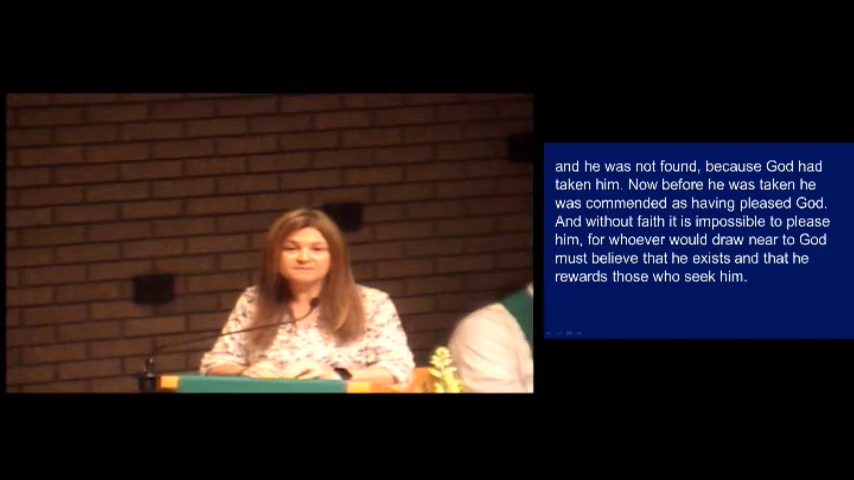 and he was not found, because God had
taken him. Now before he was taken he
was commended as having pleased God.
And without faith it is impossible to please
him, for whoever would draw near to God
must believe that he exists and that he
rewards those who seek him.